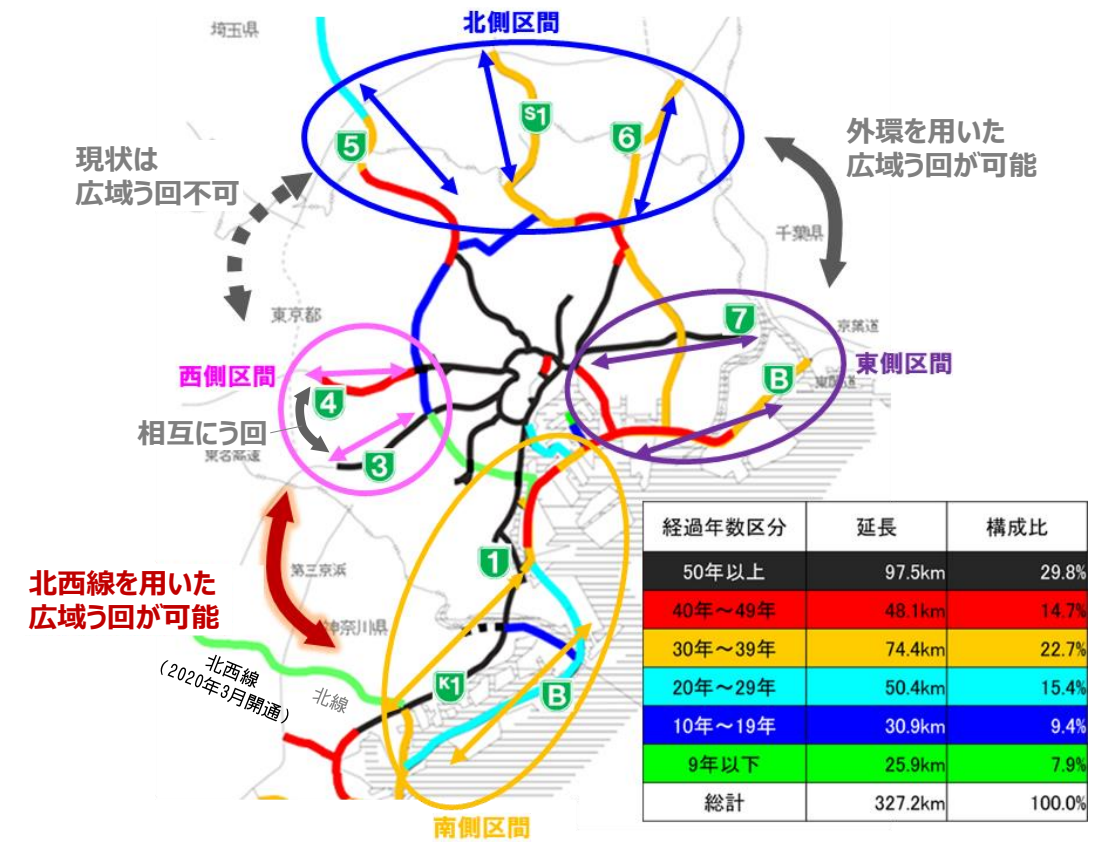 埼玉県
北側区間
5
S1
6
現状は
広域う回不可
外環を用いた
広域う回が可能
千葉県
東京都
7
京葉道
西側区間
B
東側区間
4
相互にう回
3
東名高速
1
第三京浜
北西線を用いた
広域う回が可能
神奈川県
北西線
(2020年3月開通)
北線
K1
B
南側区間
経過年数区分 延長 構成比
50年以上 97.5km 29.8%
40年~49年 48.1km 14.7%
30年~39年 74.4km 22.7%
20年~29年 50.4km 15.4%
10年~19年 30.9km 9.4%
9年以下 25.9km 7.9%
総計 327.2km 100.0%